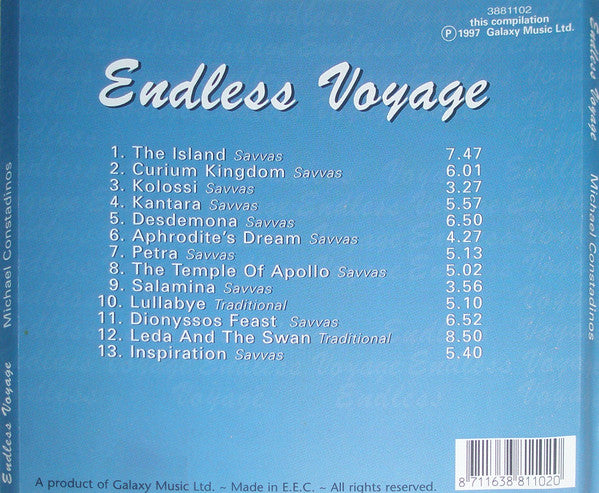 3881102
this compilation
Ⓟ 1997 Galaxy Music Ltd.
Endless Voyage
1. The Island Savvas 7.47
2. Curium Kingdom Savvas 6.01
3. Kolossi Savvas 3.27
4. Kantara Savvas 5.57
5. Desdemona Savvas 6.50
6. Aphrodite's Dream Savvas 4.27
7. Petra Savvas 5.13
8. The Temple Of Apollo Savvas 5.02
9. Salamina Savvas 3.56
10. Lullabye Traditional 5.10
11. Dionyssos Feast Savvas 6.52
12. Leda And The Swan Traditional 8.50
13. Inspiration Savvas 5.40
A product of Galaxy Music Ltd. ~ Made in E.E.C. ~ All rights reserved.
8 711638 811020
Endless Voyage Michael Constadinos
Endless Voyage Michael Constadinos